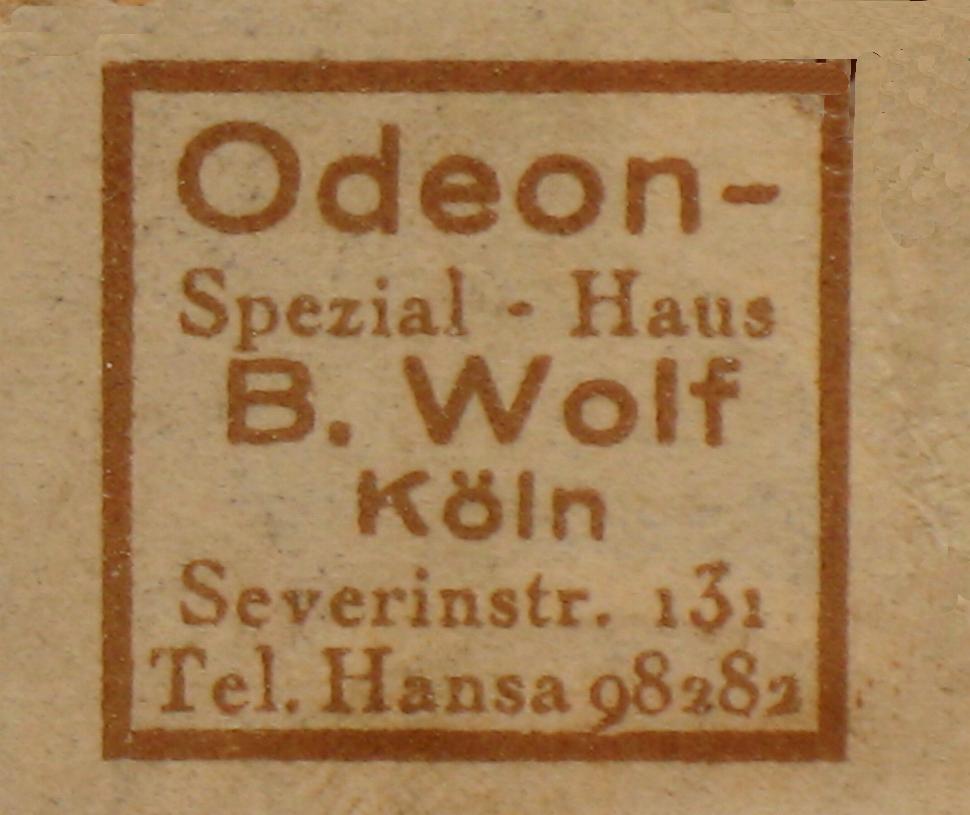 Odeon-
Spezial - Haus
B. Wolf
Köln
Severinstr. 131
Tel. Hansa 98282